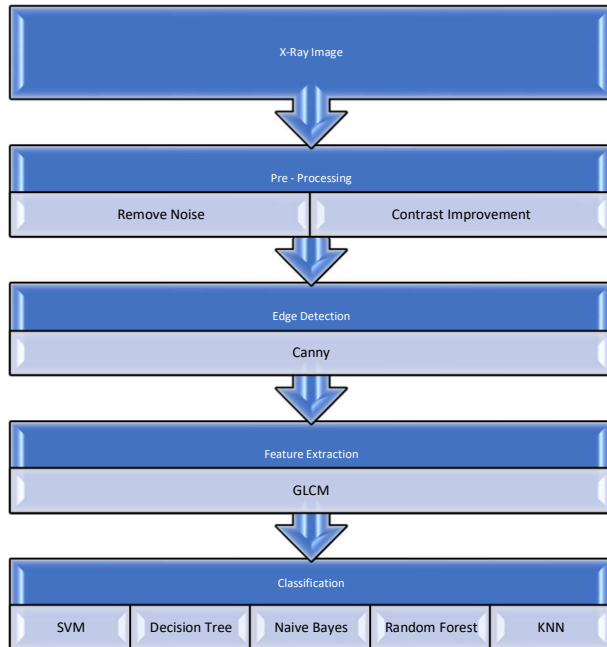 X-Ray Image
Pre - Processing
Remove Noise
Contrast Improvement
Edge Detection
Canny
Feature Extraction
GLCM
Classification
SVM
Decision Tree
Naive Bayes
Random Forest
KNN